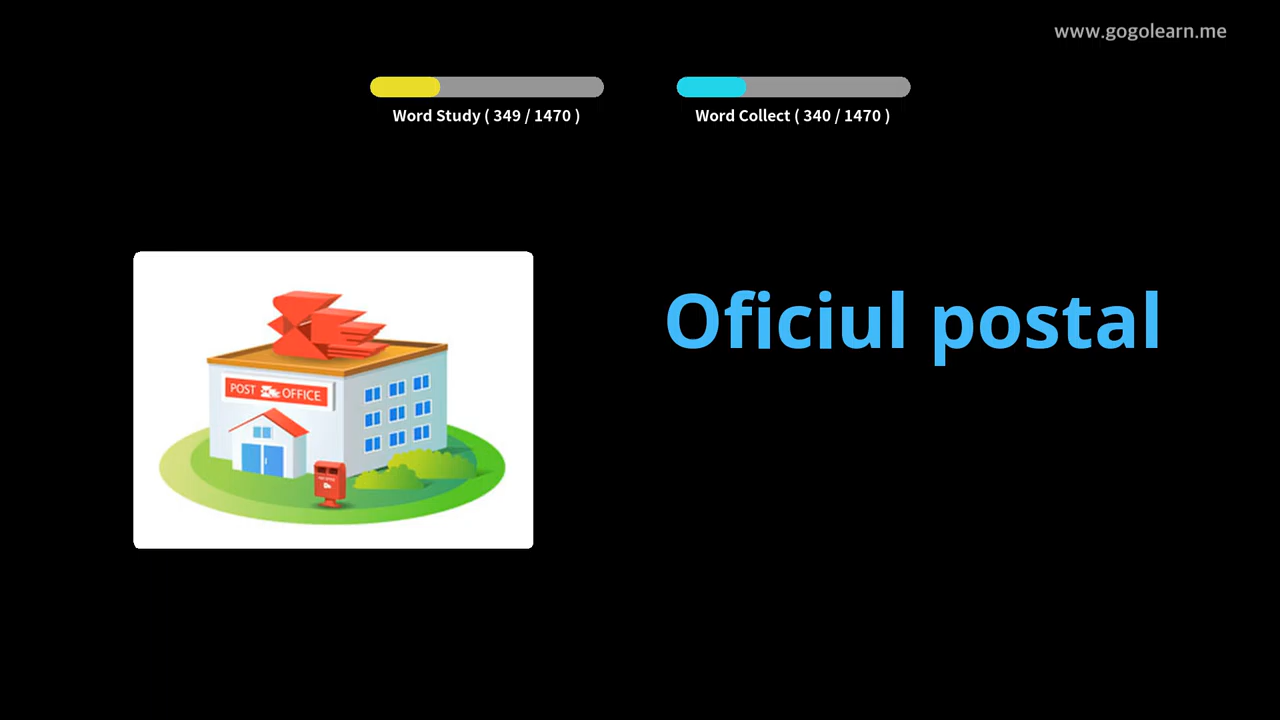 www.gogolearn.me
Word Study ( 349 / 1470 )
Word Collect ( 340 / 1470 )
Oficiul postal
POST OFFICE